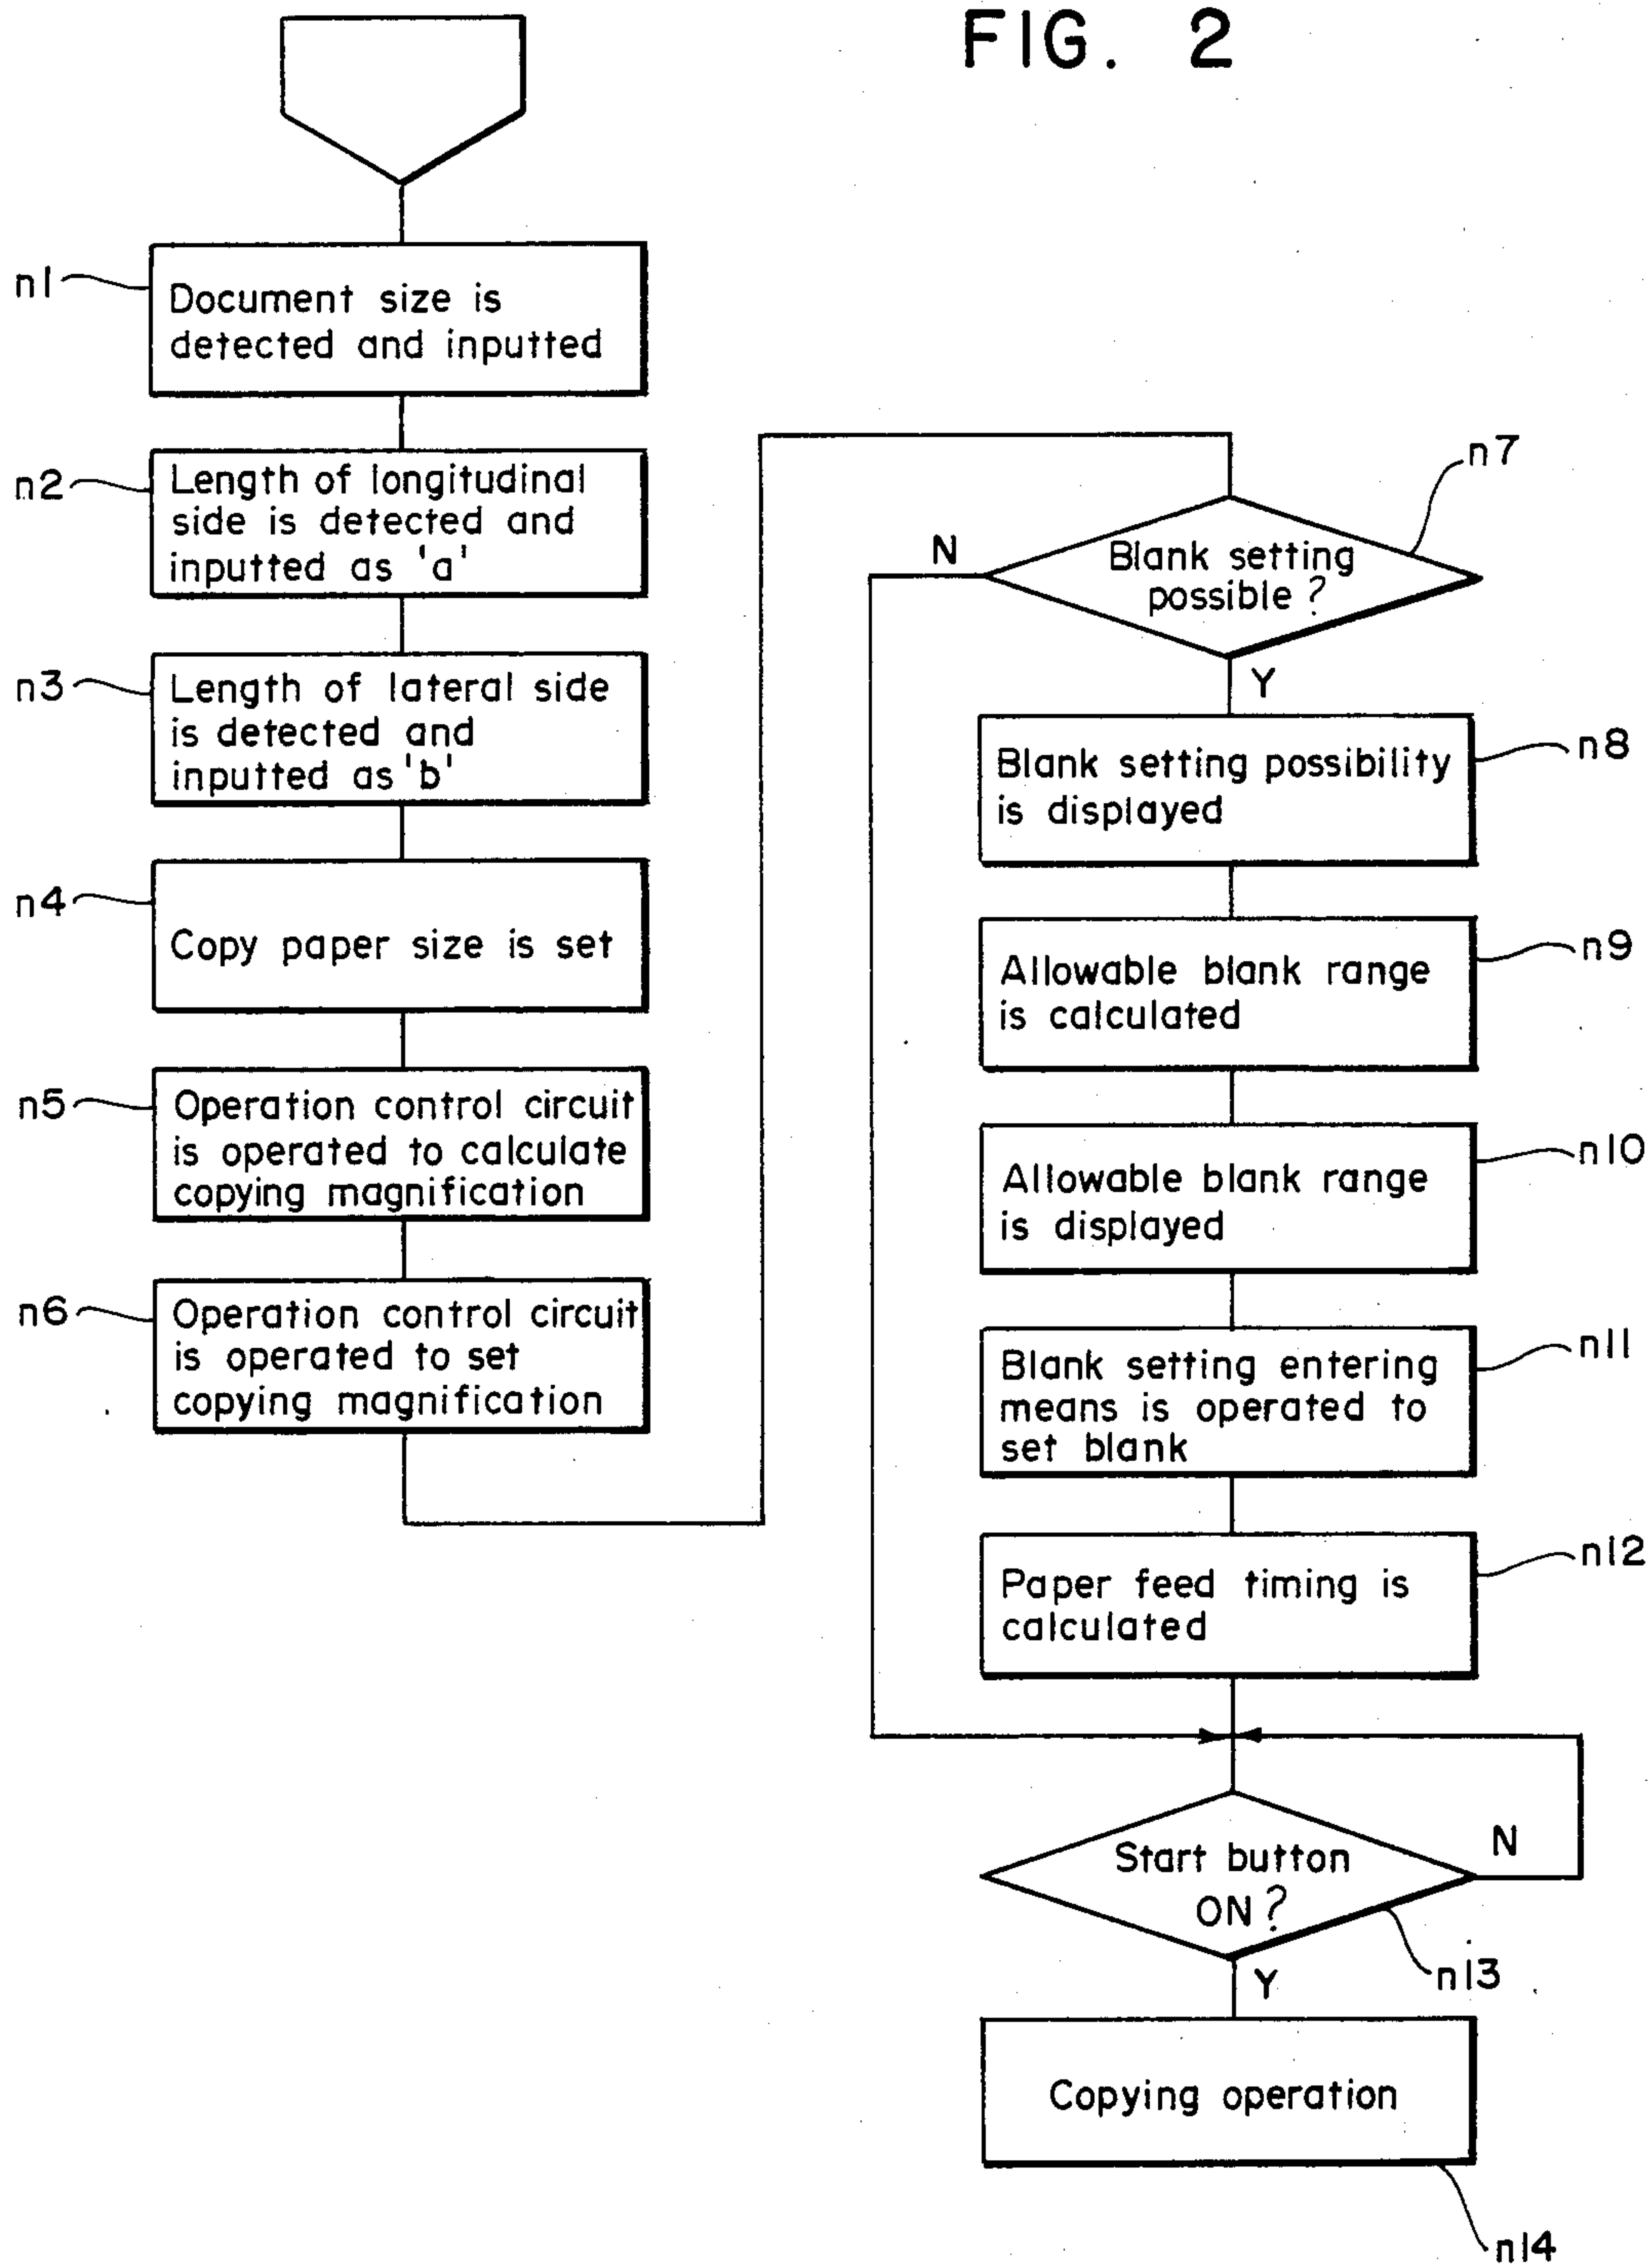 FIG. 2
n1
Document size is
detected and inputted
n2
Length of longitudinal
side is detected and
inputted as 'a'
n3
Length of lateral side
is detected and
inputted as 'b'
n4
Copy paper size is set
n5
Operation control circuit
is operated to calculate
copying magnification
n6
Operation control circuit
is operated to set
copying magnification
n7
Blank setting
possible?
N
Y
n8
Blank setting possibility
is displayed
n9
Allowable blank range
is calculated
n10
Allowable blank range
is displayed
n11
Blank setting entering
means is operated to
set blank
n12
Paper feed timing is
calculated
Start button
ON?
N
n13
Y
Copying operation
n14